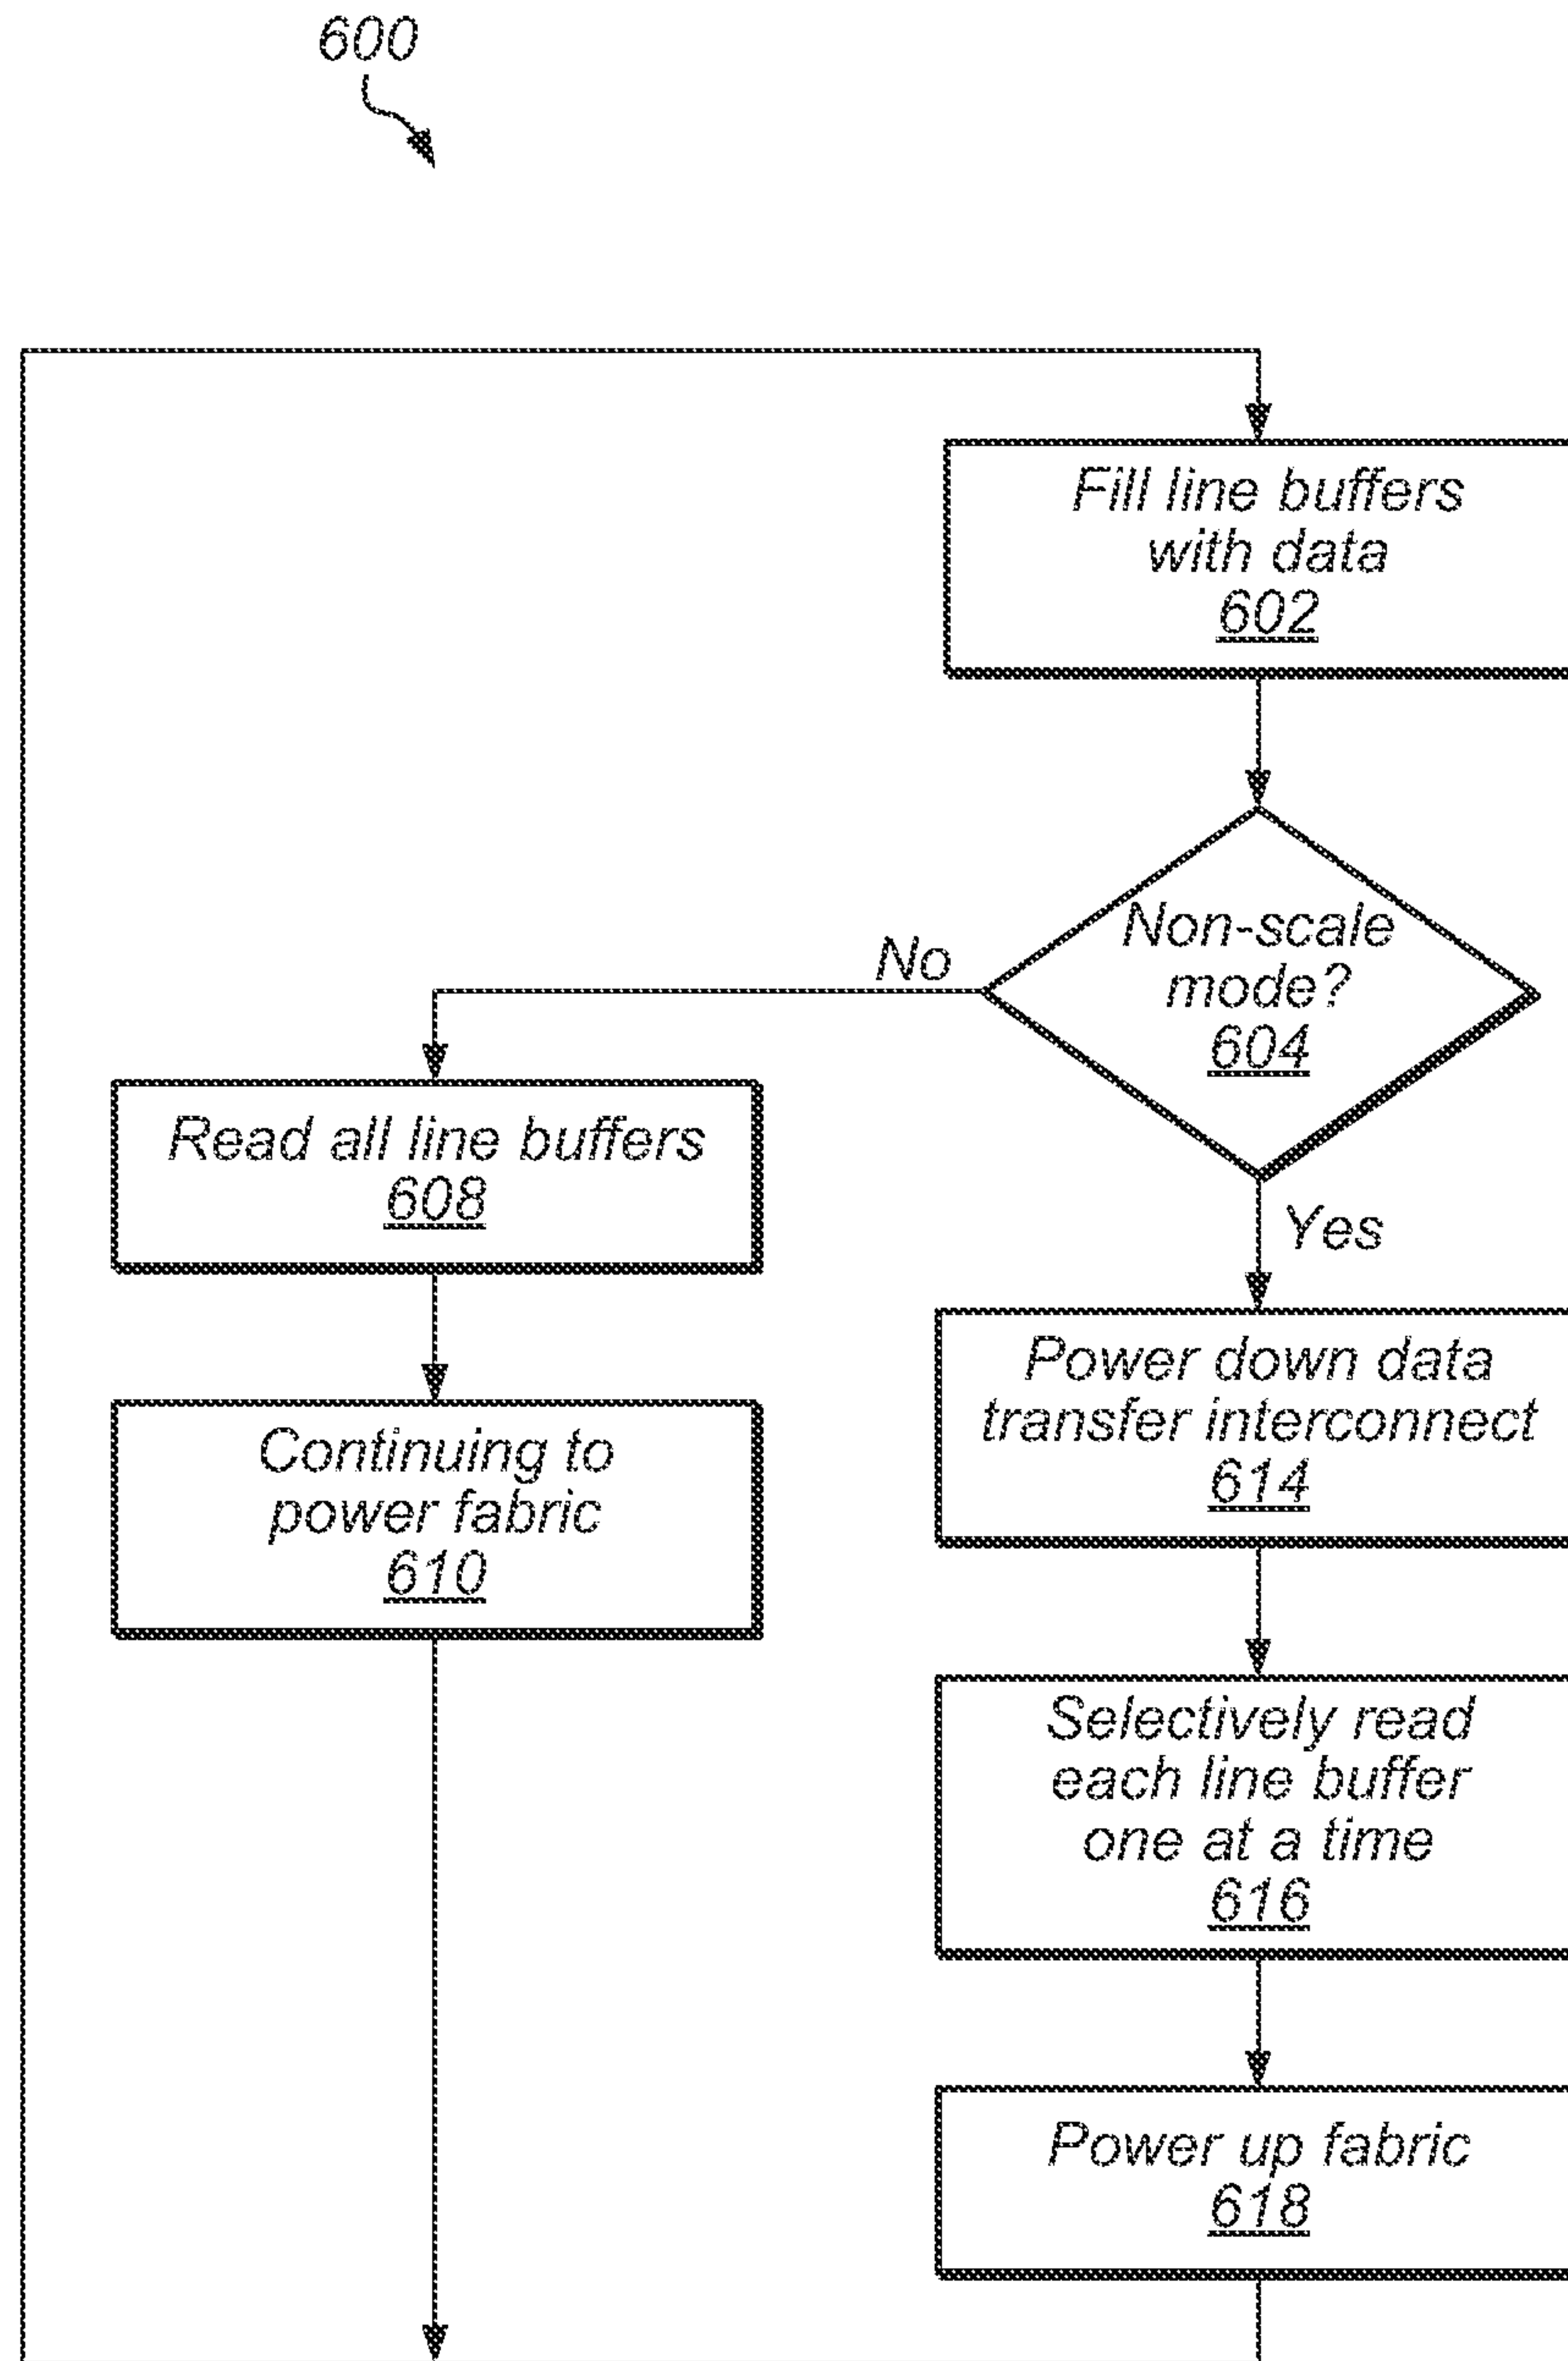 600
Fill line buffers
with data
602
Non-scale
mode?
604
No
Yes
Read all line buffers
608
Continuing to
power fabric
610
Power down data
transfer interconnect
614
Selectively read
each line buffer
one at a time
616
Power up fabric
618